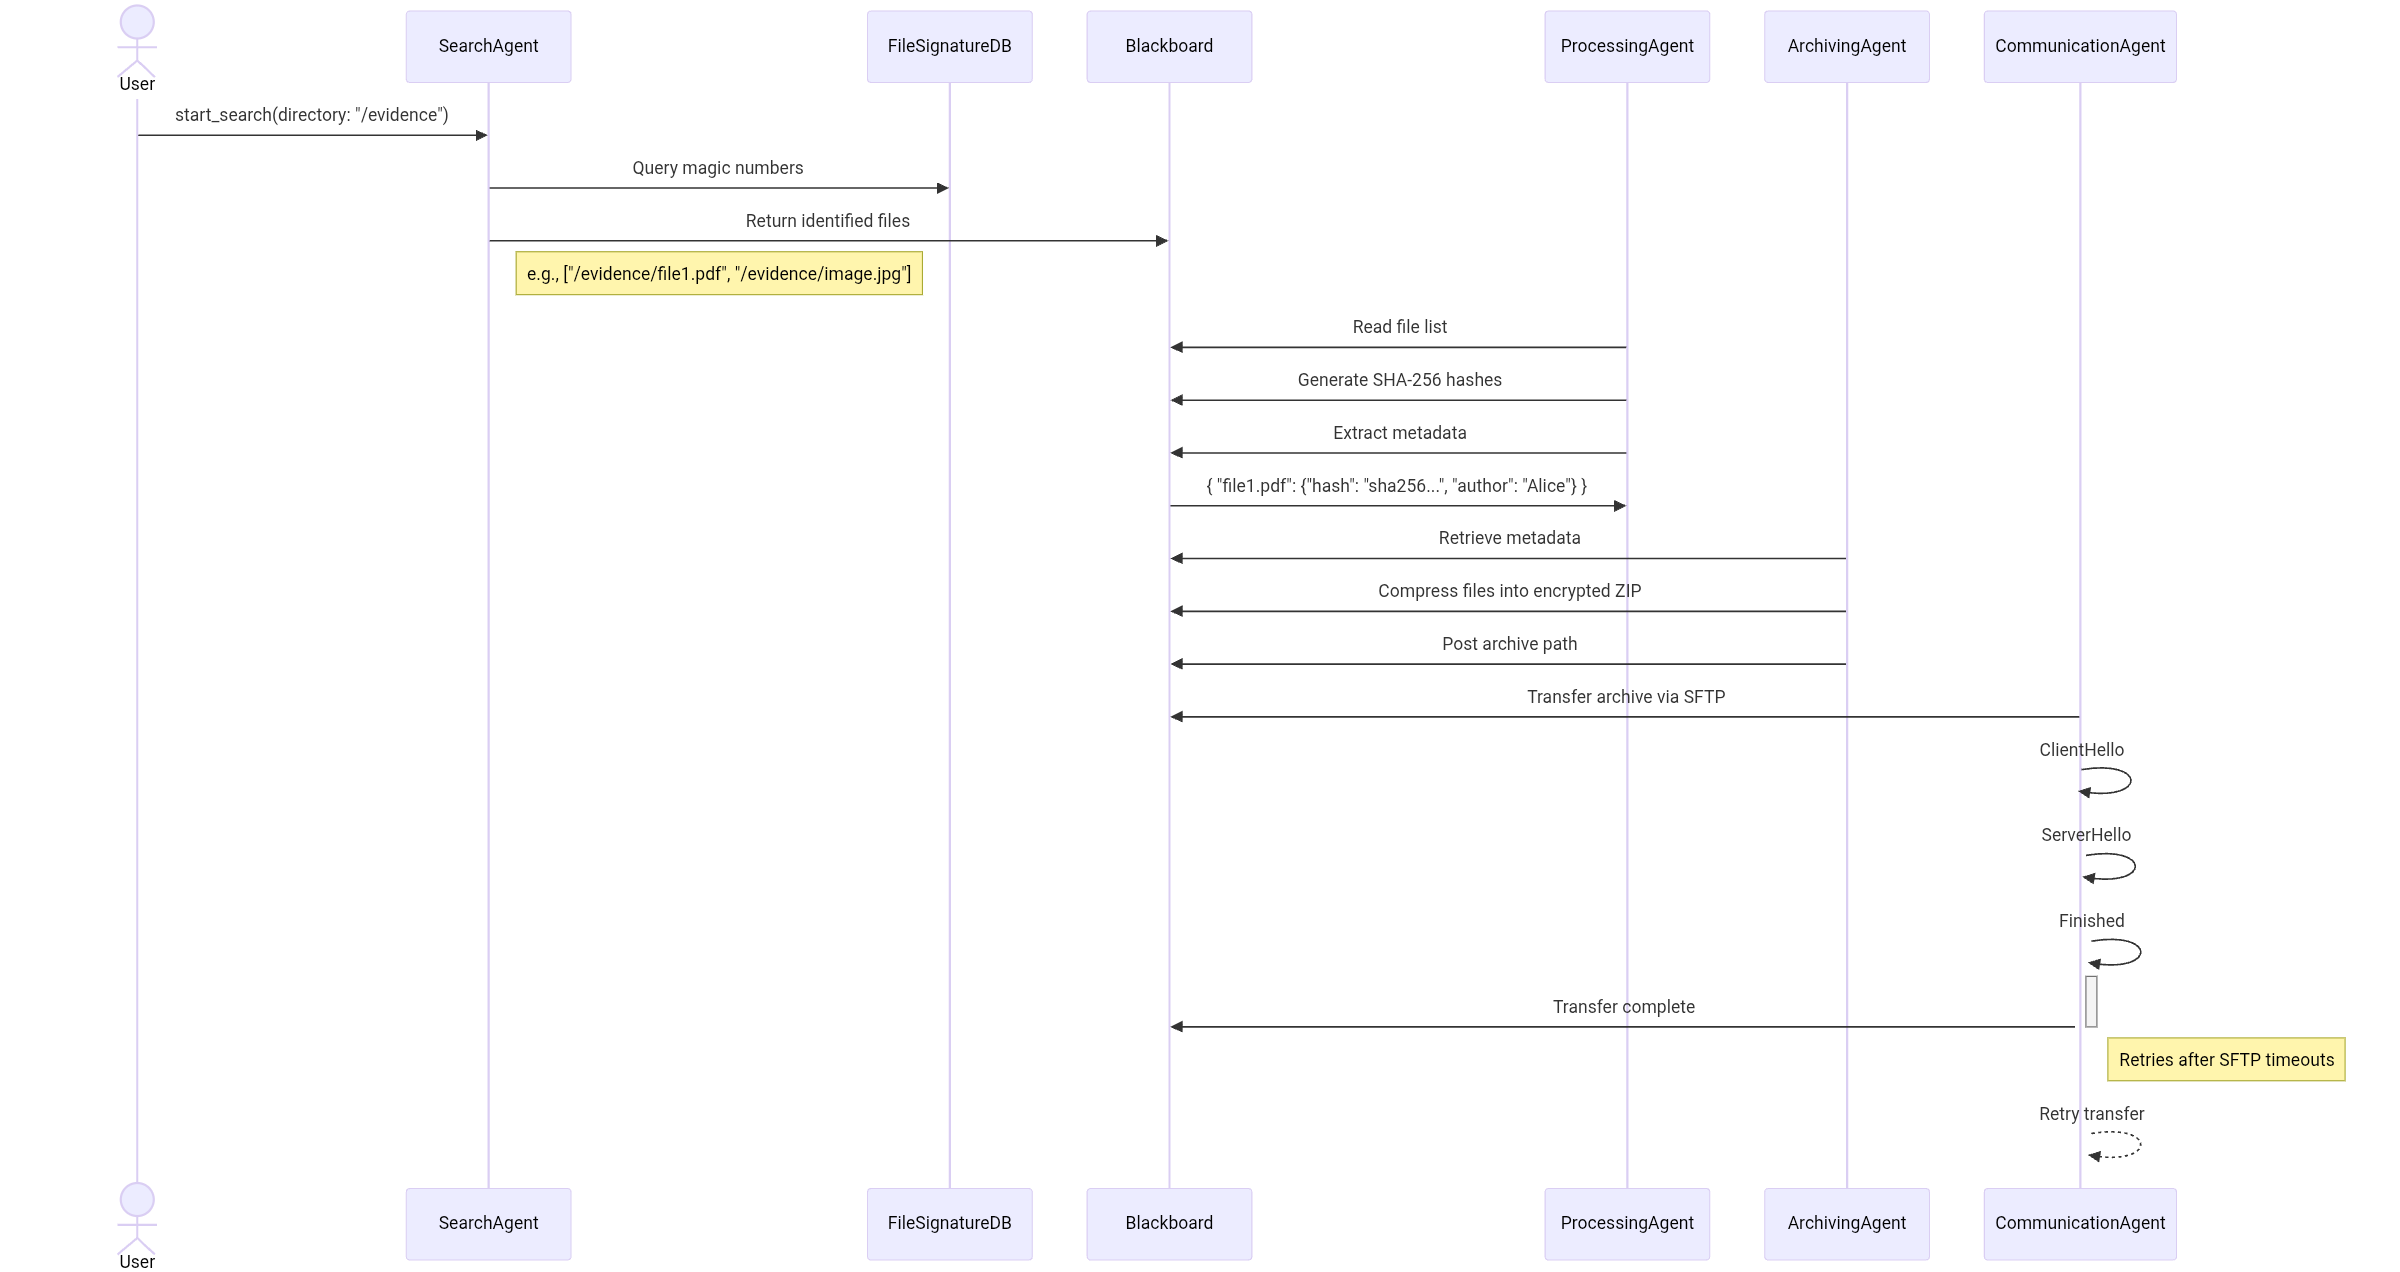 User
SearchAgent
FileSignatureDB
Blackboard
ProcessingAgent
ArchivingAgent
CommunicationAgent
start_search(directory: "/evidence")
Query magic numbers
Return identified files
e.g., ["/evidence/file1.pdf", "/evidence/image.jpg"]
Read file list
Generate SHA-256 hashes
Extract metadata
{ "file1.pdf": {"hash": "sha256...", "author": "Alice"} }
Retrieve metadata
Compress files into encrypted ZIP
Post archive path
Transfer archive via SFTP
ClientHello
ServerHello
Finished
Transfer complete
Retries after SFTP timeouts
Retry transfer
User
SearchAgent
FileSignatureDB
Blackboard
ProcessingAgent
ArchivingAgent
CommunicationAgent